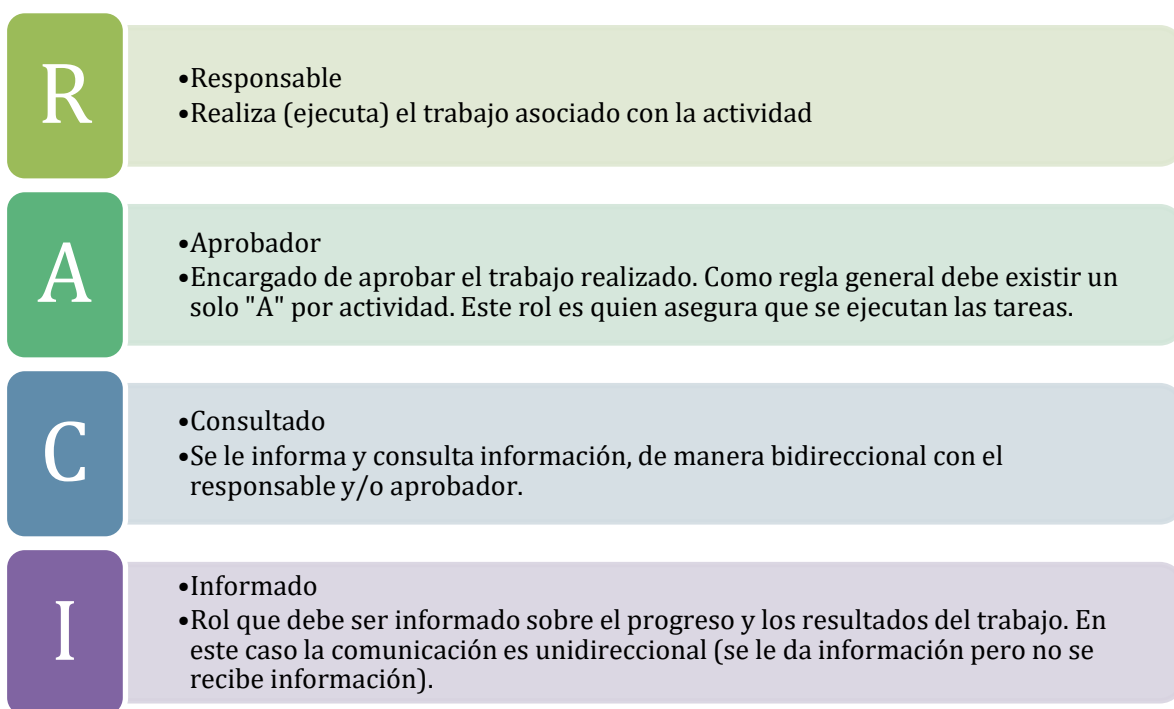 R
•Responsable
•Realiza (ejecuta) el trabajo asociado con la actividad
A
•Aprobador
•Encargado de aprobar el trabajo realizado. Como regla general debe existir un
solo "A" por actividad. Este rol es quien asegura que se ejecutan las tareas.
C
•Consultado
•Se le informa y consulta información, de manera bidireccional con el
responsable y/o aprobador.
I
•Informado
•Rol que debe ser informado sobre el progreso y los resultados del trabajo. En
este caso la comunicación es unidireccional (se le da información pero no se
recibe información).